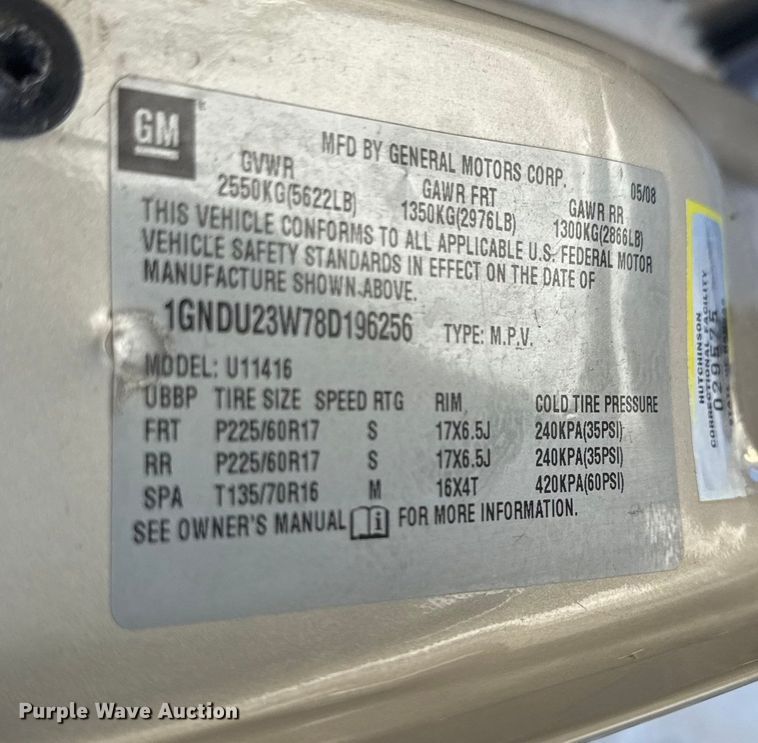 GM
MFD BY GENERAL MOTORS CORP. 05/08
GVWR GAWR FRT GAWR RR
2550KG(5622LB) 1350KG(2976LB) 1300KG(2866LB)
THIS VEHICLE CONFORMS TO ALL APPLICABLE U.S. FEDERAL MOTOR
VEHICLE SAFETY STANDARDS IN EFFECT ON THE DATE OF
MANUFACTURE SHOWN ABOVE.
1GNDU23W78D196256 TYPE: M.P.V.
MODEL: U11416
UBBP TIRE SIZE SPEED RTG RIM COLD TIRE PRESSURE
FRT P225/60R17 S 17X6.5J 240KPA(35PSI)
RR P225/60R17 S 17X6.5J 240KPA(35PSI)
SPA T135/70R16 M 16X4T 420KPA(60PSI)
SEE OWNER'S MANUAL i FOR MORE INFORMATION.
HUTCHINSON
CORRECTIONAL FACILITY
029575
Purple Wave Auction